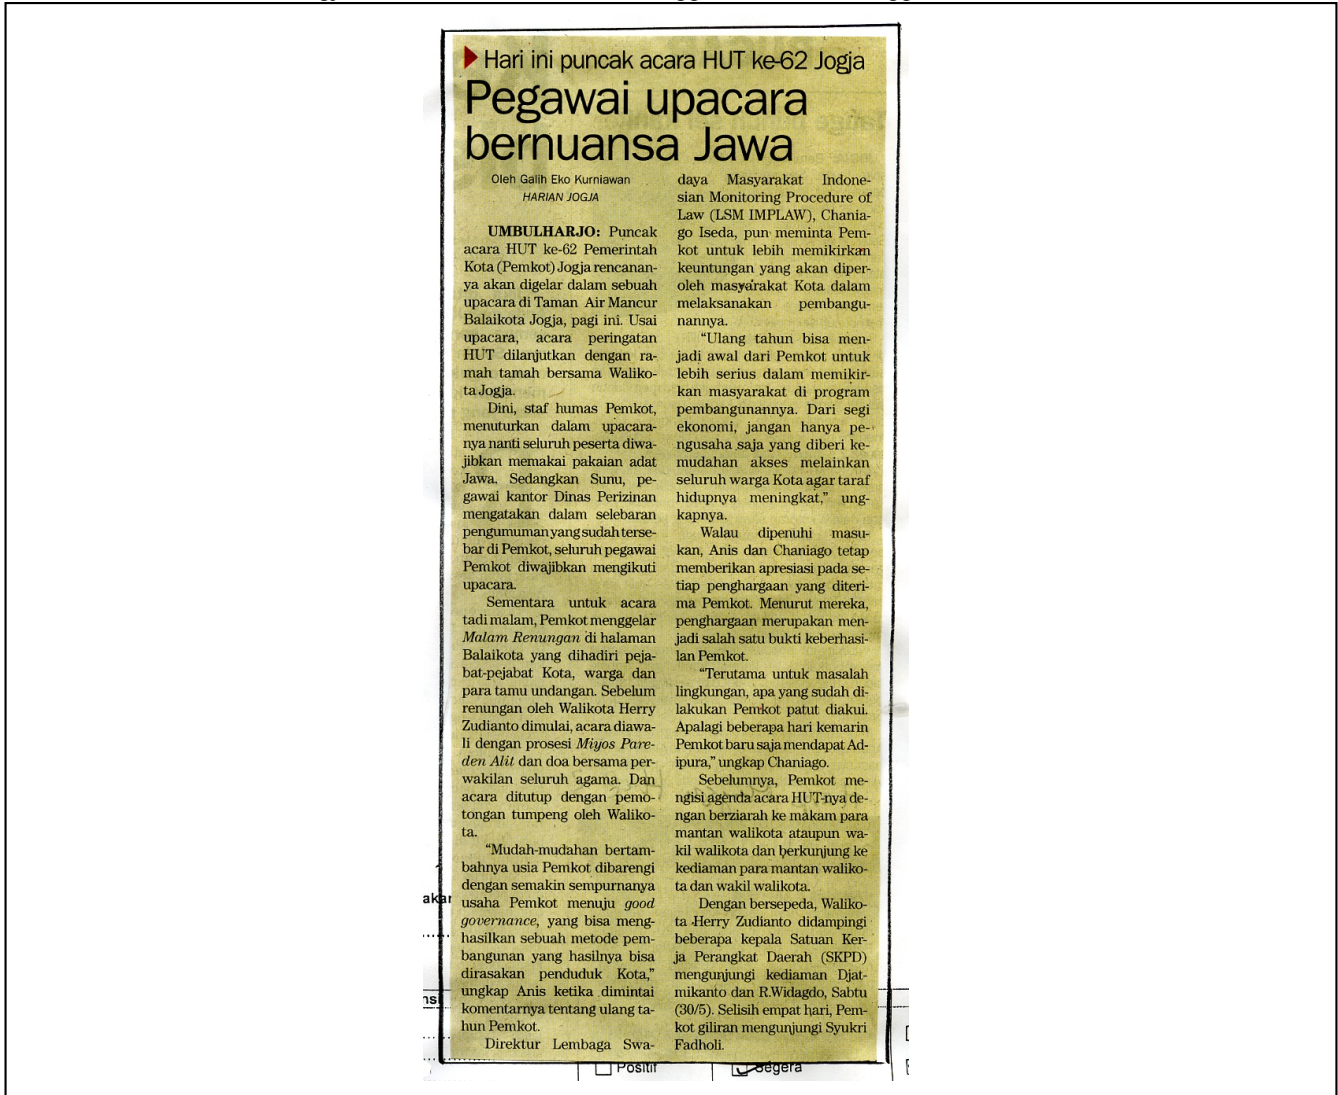 Hari ini puncak acara HUT ke-62 Jogja
Pegawai upacara
bernuansa Jawa
Oleh Galih Eko Kurniawan
HARIAN JOGJA
UMBULHARJO: Puncak
acara HUT ke-62 Pemerintah
Kota (Pemkot) Jogja rencanan-
ya akan digelar dalam sebuah
upacara di Taman Air Mancur
Balaikota Jogja, pagi ini. Usai
upacara, acara peringatan
HUT dilanjutkan dengan ra-
mah tamah bersama Waliko-
ta Jogja.
Dini, staf humas Pemkot,
menuturkan dalam upacara-
nya nanti seluruh peserta diwa-
jibkan memakai pakaian adat
Jawa. Sedangkan Sunu, pe-
gawai kantor Dinas Perizinan
mengatakan dalam selebaran
pengumuman yang sudah terse-
bar di Pemkot, seluruh pegawai
Pemkot diwajibkan mengikuti
upacara.
Sementara untuk acara
tadi malam, Pemkot menggelar
Malam Renungan di halaman
Balaikota yang dihadiri peja-
bat-pejabat Kota, warga dan
para tamu undangan. Sebelum
renungan oleh Walikota Herry
Zudianto dimulai, acara diawa-
li dengan prosesi Miyos Pare-
den Alit dan doa bersama per-
wakilan seluruh agama. Dan
acara ditutup dengan pemo-
tongan tumpeng oleh Waliko-
ta.
"Mudah-mudahan bertam-
bahnya usia Pemkot dibarengi
dengan semakin sempurnanya
usaha Pemkot menuju good
governance, yang bisa meng-
hasilkan sebuah metode pem-
bangunan yang hasilnya bisa
dirasakan penduduk Kota,"
ungkap Anis ketika dimintai
komentarnya tentang ulang ta-
hun Pemkot.
Direktur Lembaga Swa-
daya Masyarakat Indone-
sian Monitoring Procedure of
Law (LSM IMPLAW), Chania-
go Iseda, pun meminta Pem-
kot untuk lebih memikirkan
keuntungan yang akan diper-
oleh masyarakat Kota dalam
melaksanakan pembangu-
nannya.
"Ulang tahun bisa men-
jadi awal dari Pemkot untuk
lebih serius dalam memikir-
kan masyarakat di program
pembangunannya. Dari segi
ekonomi, jangan hanya pe-
ngusaha saja yang diberi ke-
mudahan akses melainkan
seluruh warga Kota agar taraf
hidupnya meningkat," ung-
kapnya.
Walau dipenuhi masu-
kan, Anis dan Chaniago tetap
memberikan apresiasi pada se-
tiap penghargaan yang diteri-
ma Pemkot. Menurut mereka,
penghargaan merupakan men-
jadi salah satu bukti keberhasi-
lan Pemkot.
"Terutama untuk masalah
lingkungan, apa yang sudah di-
lakukan Pemkot patut diakui.
Apalagi beberapa hari kemarin
Pemkot baru saja mendapat Ad-
ipura," ungkap Chaniago.
Sebelumnya, Pemkot me-
ngisi agenda acara HUT-nya de-
ngan berziarah ke makam para
mantan walikota ataupun wa-
kil walikota dan berkunjung ke
kediaman para mantan waliko-
ta dan wakil walikota.
Dengan bersepeda, Waliko-
ta Herry Zudianto didampingi
beberapa kepala Satuan Ker-
ja Perangkat Daerah (SKPD)
mengunjungi kediaman Djat-
mikanto dan R.Widagdo, Sabtu
(30/5). Selisih empat hari, Pem-
kot giliran mengunjungi Syukri
Fadholi.
Positif
Segera